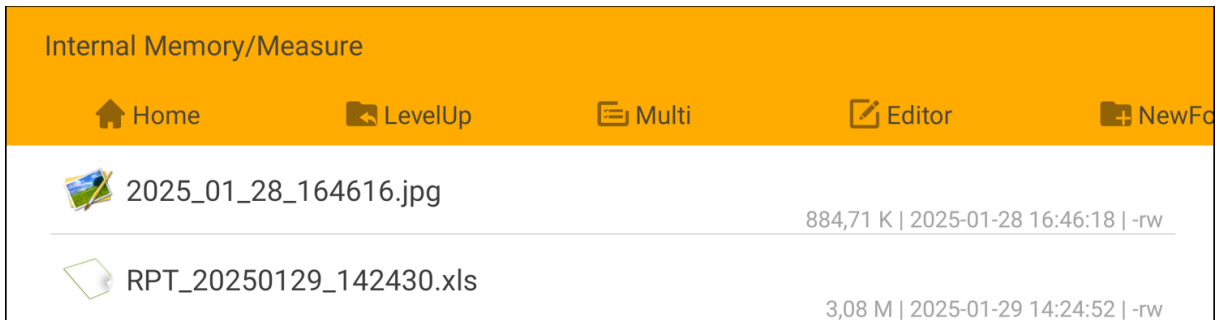 Internal Memory/Measure
Home LevelUp Multi Editor NewFo
2025_01_28_164616.jpg
884,71 K | 2025-01-28 16:46:18 | -rw
RPT_20250129_142430.xls
3,08 M | 2025-01-29 14:24:52 | -rw